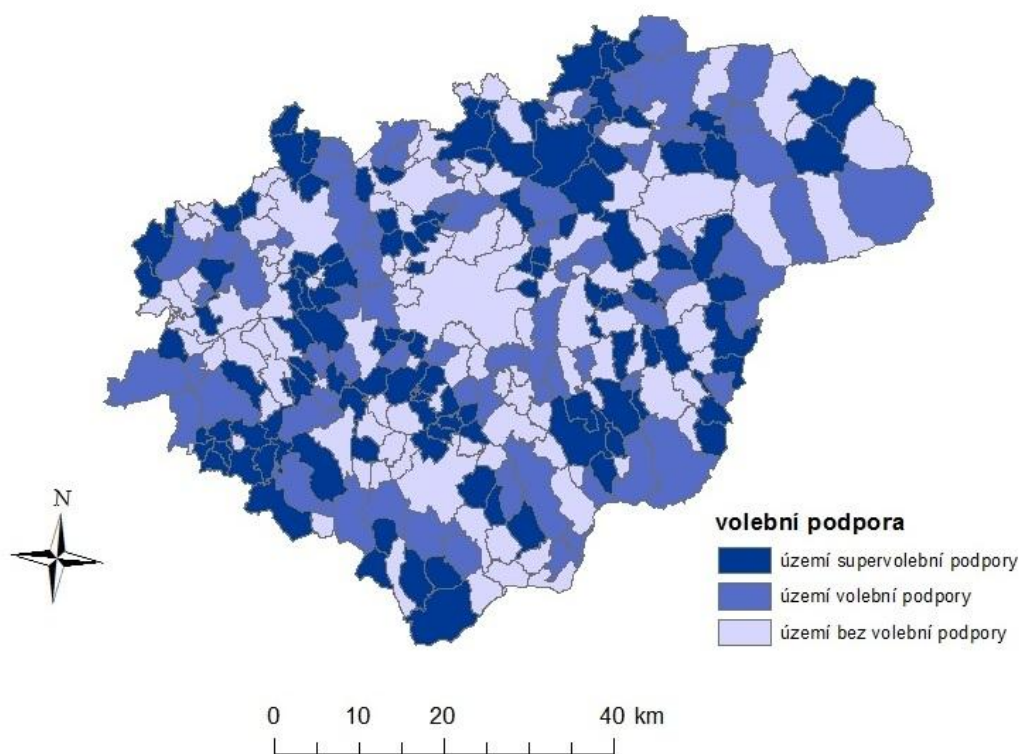 N
volební podpora
území supervolební podpory
území volební podpory
území bez volební podpory
0 10 20 40 km